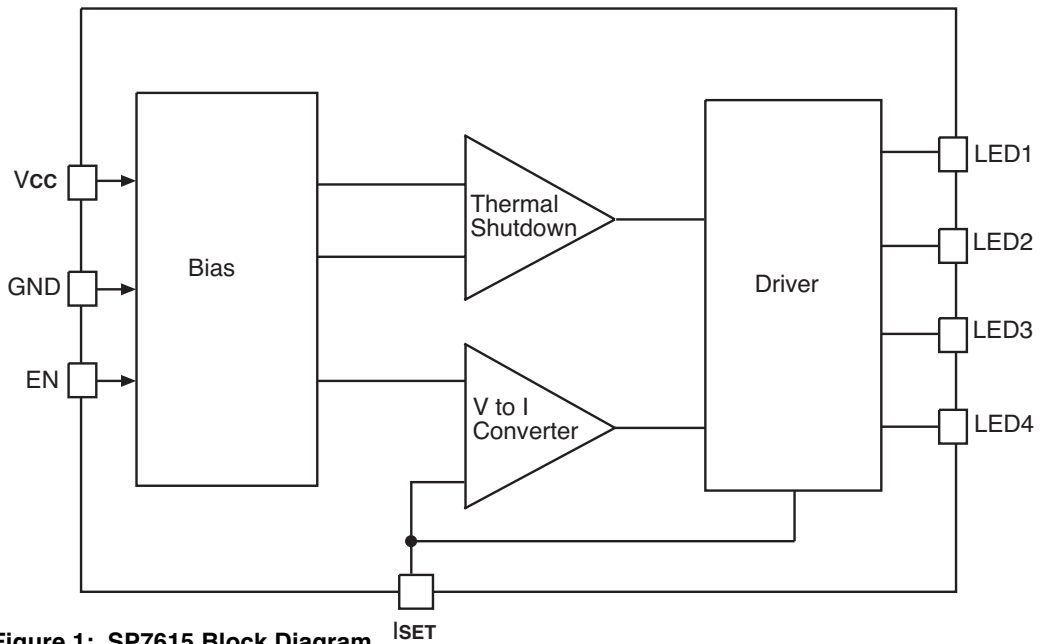 Vcc
GND
EN
Bias
Thermal
Shutdown
V to I
Converter
Driver
LED1
LED2
LED3
LED4
ISET
Figure 1: SP7615 Block Diagram